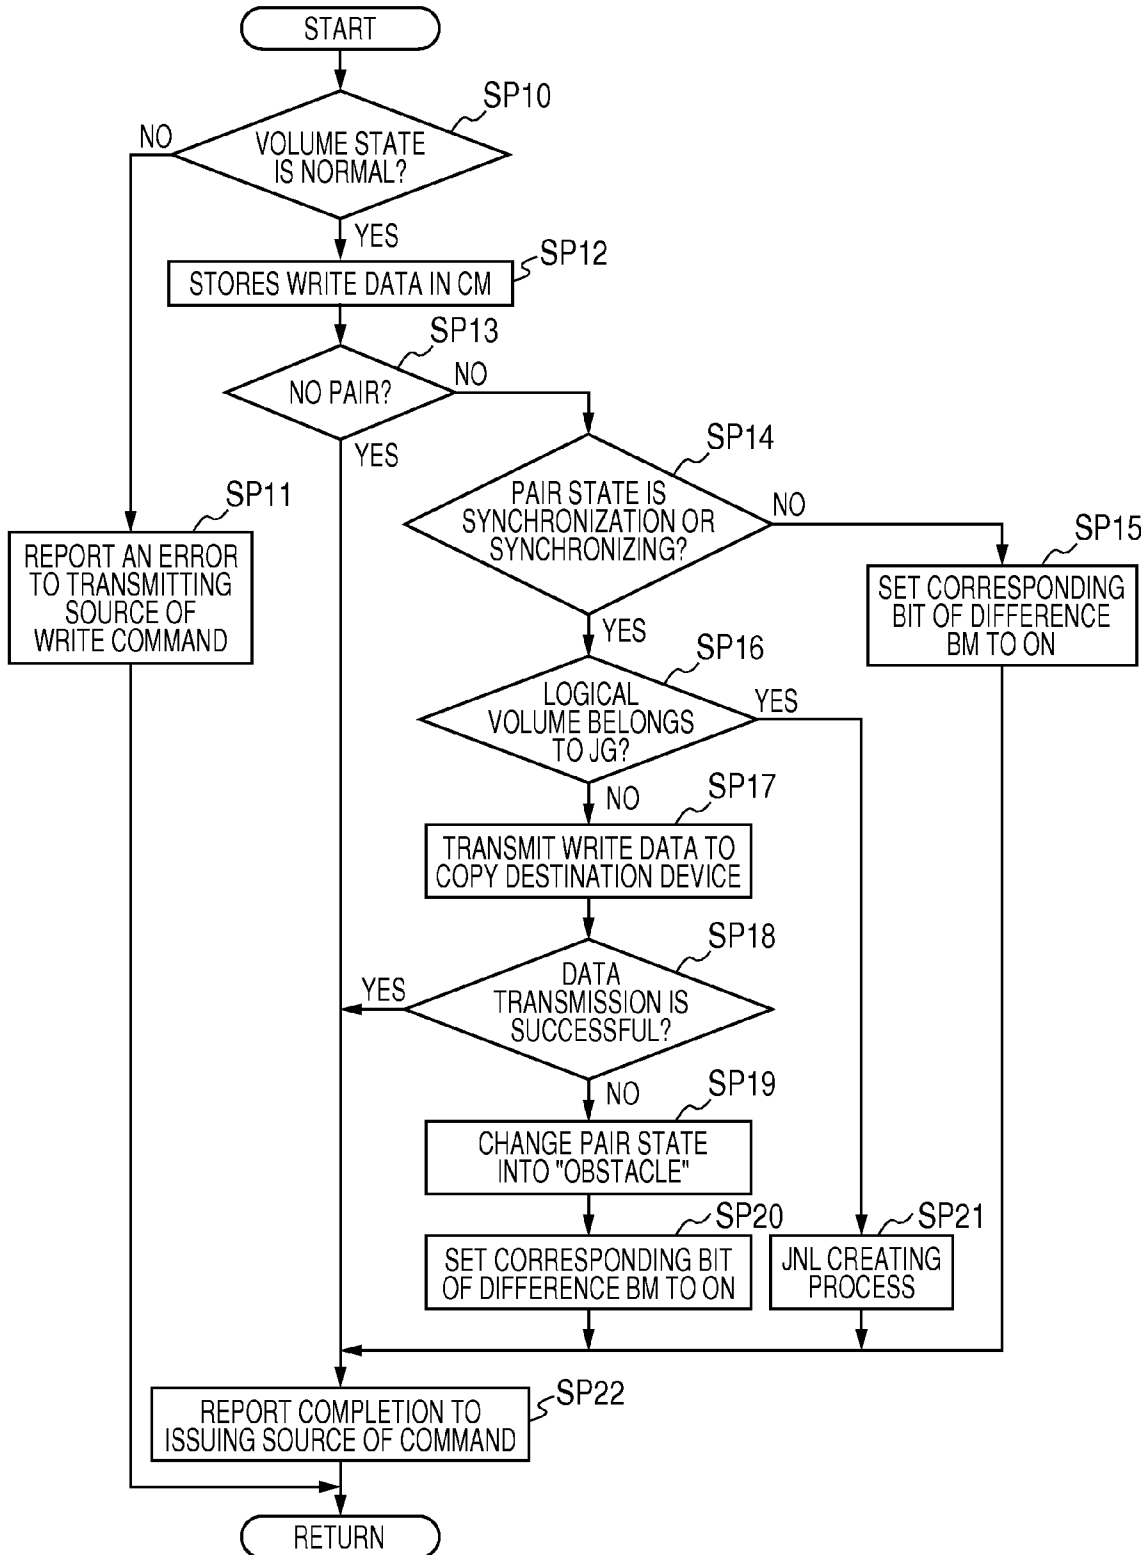 START
SP10
NO
VOLUME STATE
IS NORMAL?
YES
SP12
STORES WRITE DATA IN CM
SP13
NO PAIR?
NO
YES
SP14
PAIR STATE IS
SYNCHRONIZATION OR
SYNCHRONIZING?
NO
YES
SP11
REPORT AN ERROR
TO TRANSMITTING
SOURCE OF
WRITE COMMAND
SP15
SET CORRESPONDING
BIT OF DIFFERENCE
BM TO ON
SP16
LOGICAL
VOLUME BELONGS
TO JG?
YES
NO
SP17
TRANSMIT WRITE DATA TO
COPY DESTINATION DEVICE
SP18
DATA
TRANSMISSION IS
SUCCESSFUL?
YES
NO
SP19
CHANGE PAIR STATE
INTO "OBSTACLE"
SP20
SET CORRESPONDING BIT
OF DIFFERENCE BM TO ON
SP21
JNL CREATING
PROCESS
SP22
REPORT COMPLETION TO
ISSUING SOURCE OF COMMAND
RETURN